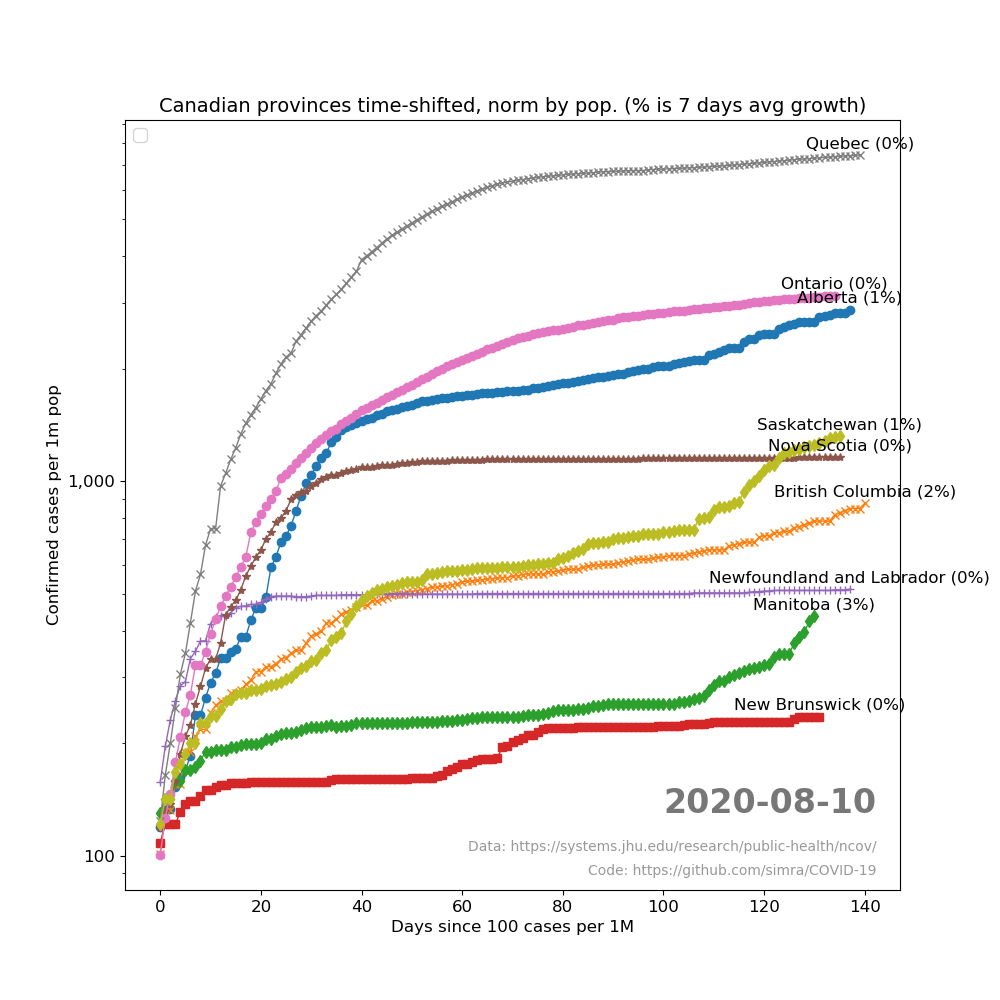 Canadian provinces time-shifted, norm by pop. (% is 7 days avg growth)
Quebec (0%)
Ontario (0%)
Alberta (1%)
Saskatchewan (1%)
Nova Scotia (0%)
British Columbia (2%)
Newfoundland and Labrador (0%)
Manitoba (3%)
New Brunswick (0%)
Confirmed cases per 1m pop
1,000
100
2020-08-10
Data: https://systems.jhu.edu/research/public-health/ncov/
Code: https://github.com/simra/COVID-19
0 20 40 60 80 100 120 140
Days since 100 cases per 1M